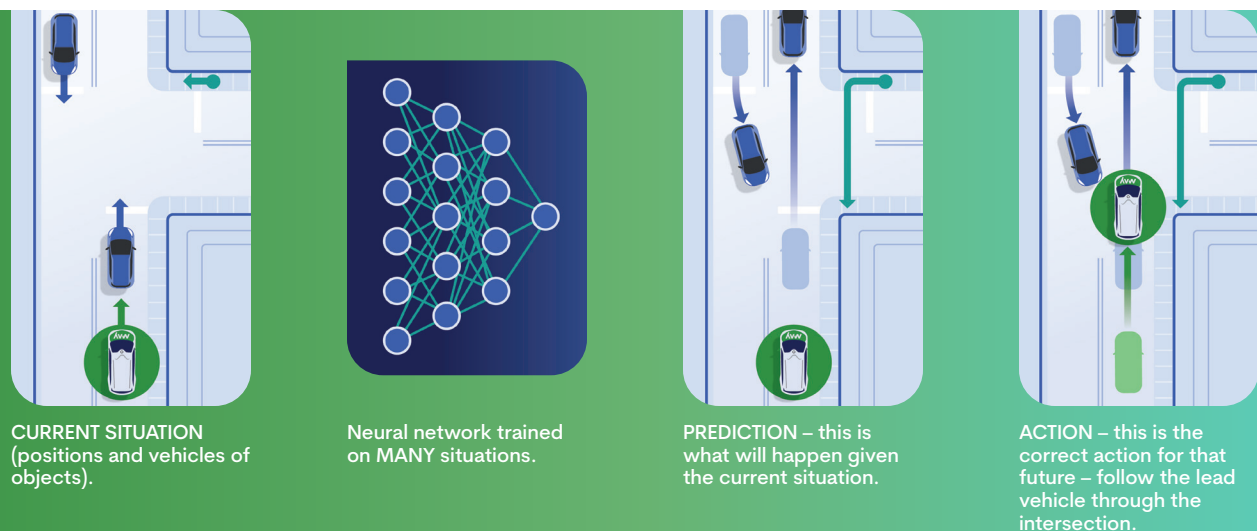 CURRENT SITUATION
(positions and vehicles of
objects).
Neural network trained
on MANY situations.
PREDICTION – this is
what will happen given
the current situation.
ACTION – this is the
correct action for that
future – follow the lead
vehicle through the
intersection.